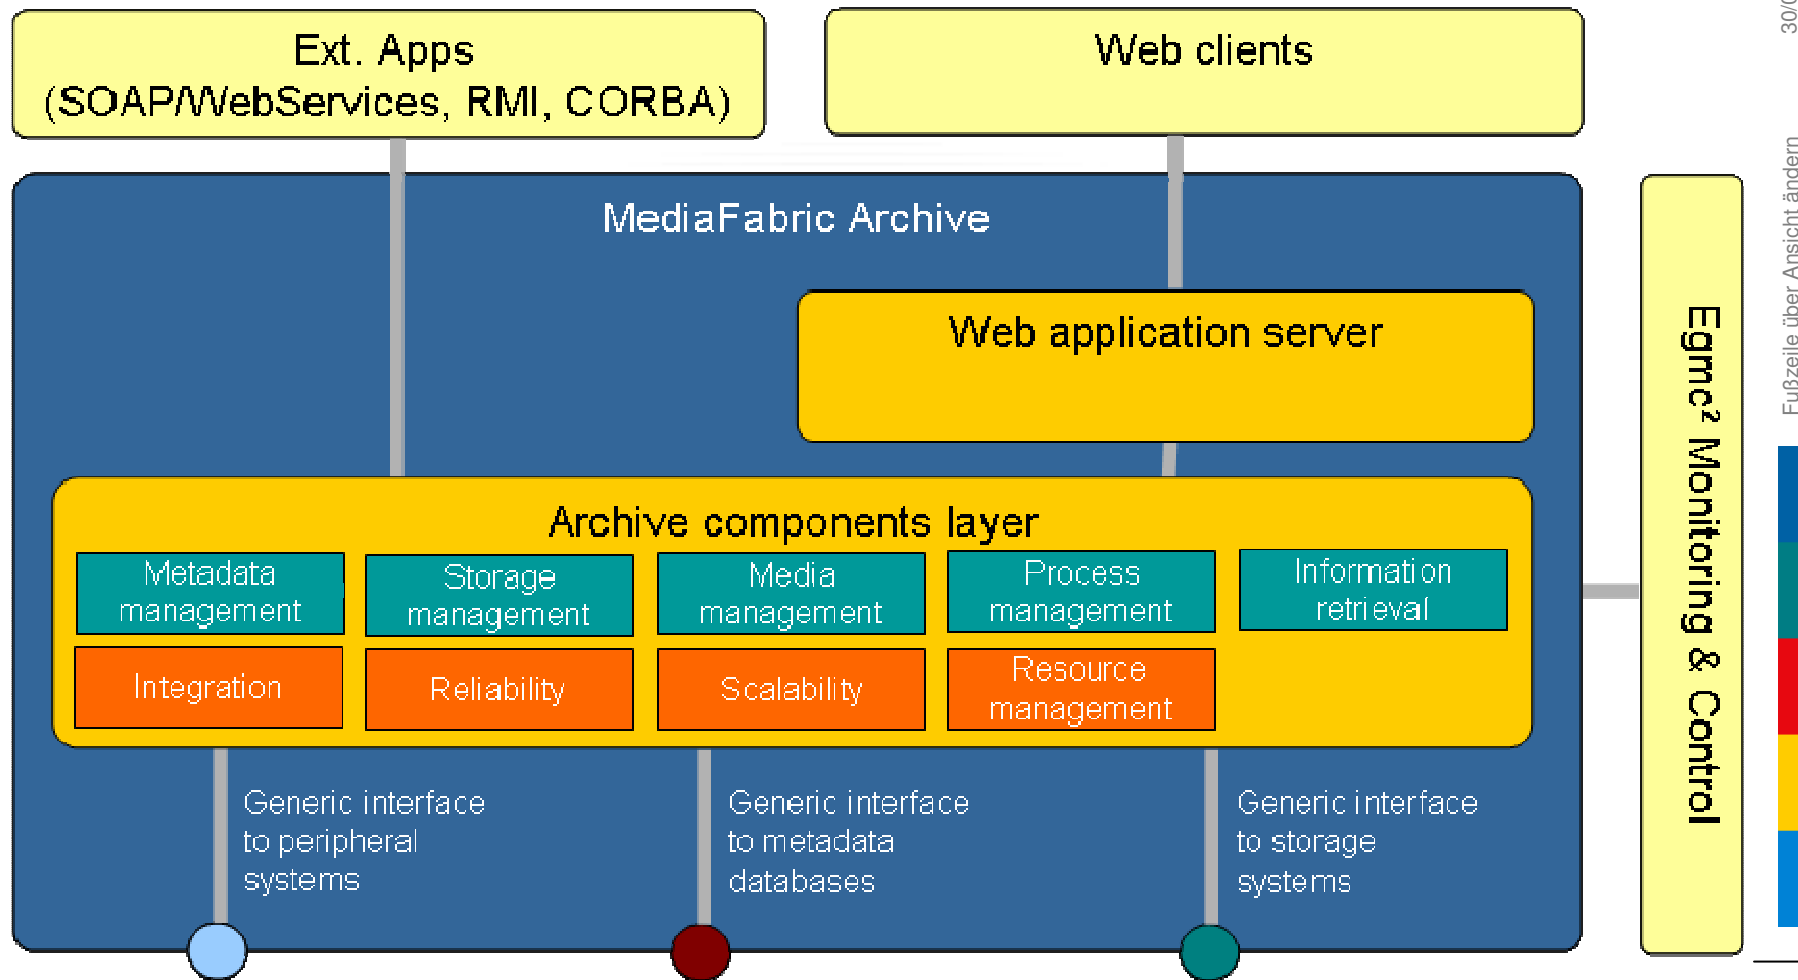 Ext. Apps
(SOAP/WebServices, RMI, CORBA)
Web clients
MediaFabric Archive
Web application server
Archive components layer
Metadata
management
Storage
management
Media
management
Process
management
Information
retrieval
Integration
Reliability
Scalability
Resource
management
Generic interface
to peripheral
systems
Generic interface
to metadata
databases
Generic interface
to storage
systems
Egmc² Monitoring & Control
Fußzeile über Ansicht ändern